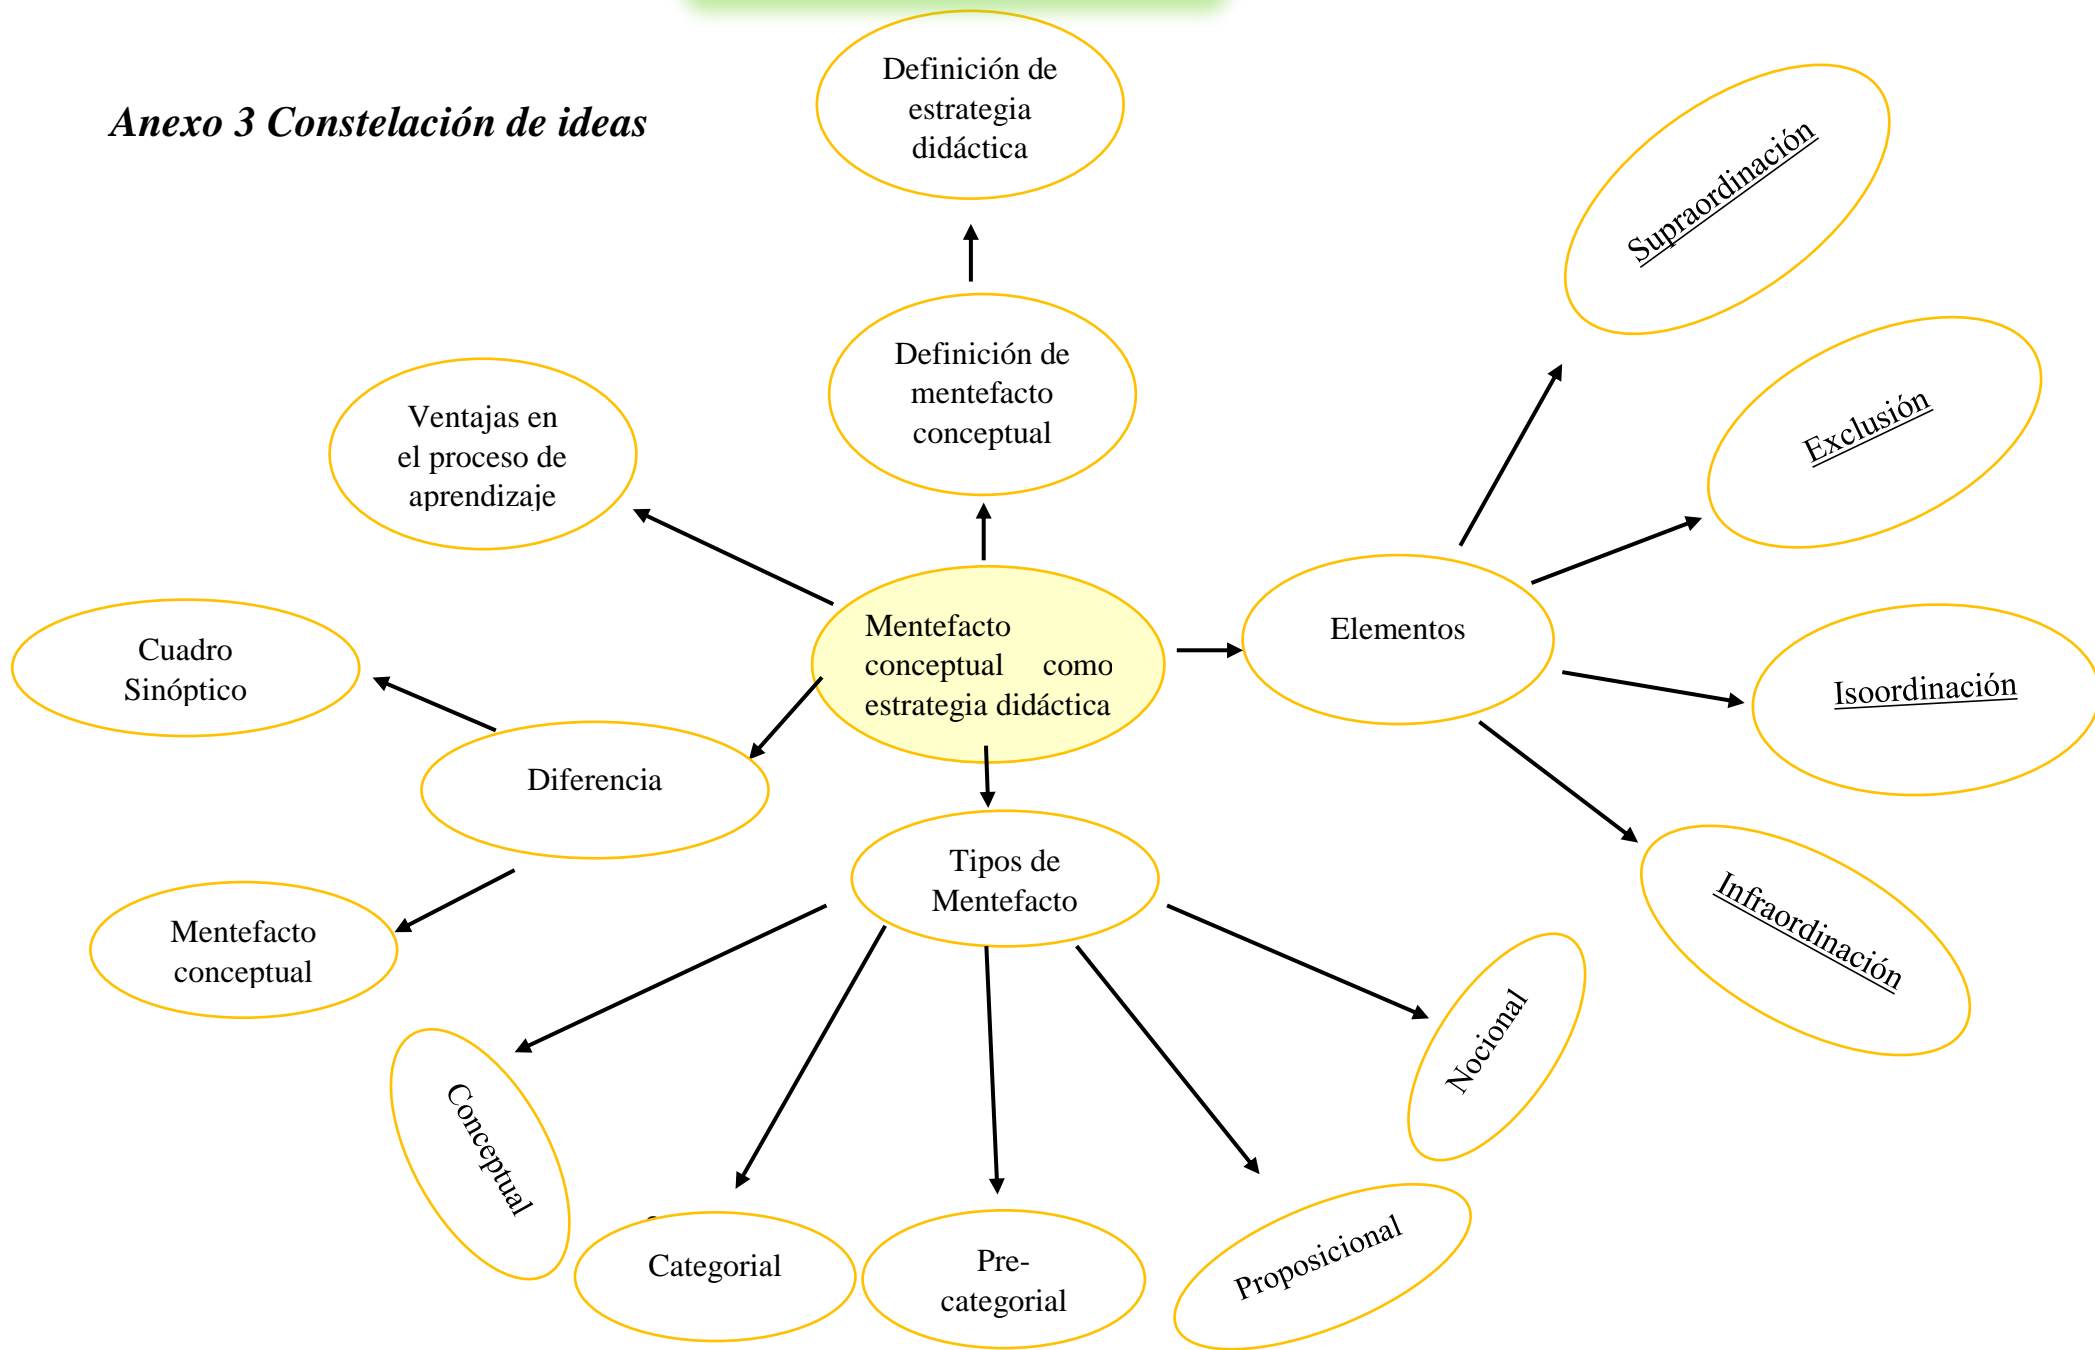 Anexo 3 Constelación de ideas
Definición de
estrategia
didáctica
Supraordinación
Definición de
mentefacto
conceptual
Exclusión
Ventajas en
el proceso de
aprendizaje
Mentefacto
conceptual como
estrategia didáctica
Elementos
Cuadro
Sinóptico
Isoordinación
Diferencia
Tipos de
Mentefacto
Infraordinación
Mentefacto
conceptual
Nocional
Conceptual
Categorial
Pre-
categorial
Proposicional